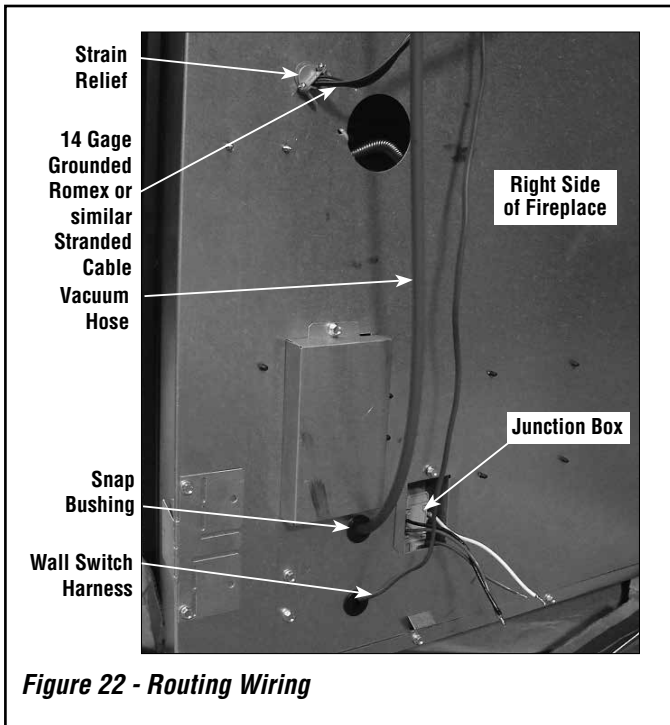 Strain
Relief
14 Gage
Grounded
Romex or
similar
Stranded
Cable
Vacuum
Hose
Right Side
of Fireplace
Junction Box
Snap
Bushing
Wall Switch
Harness
Figure 22 - Routing Wiring